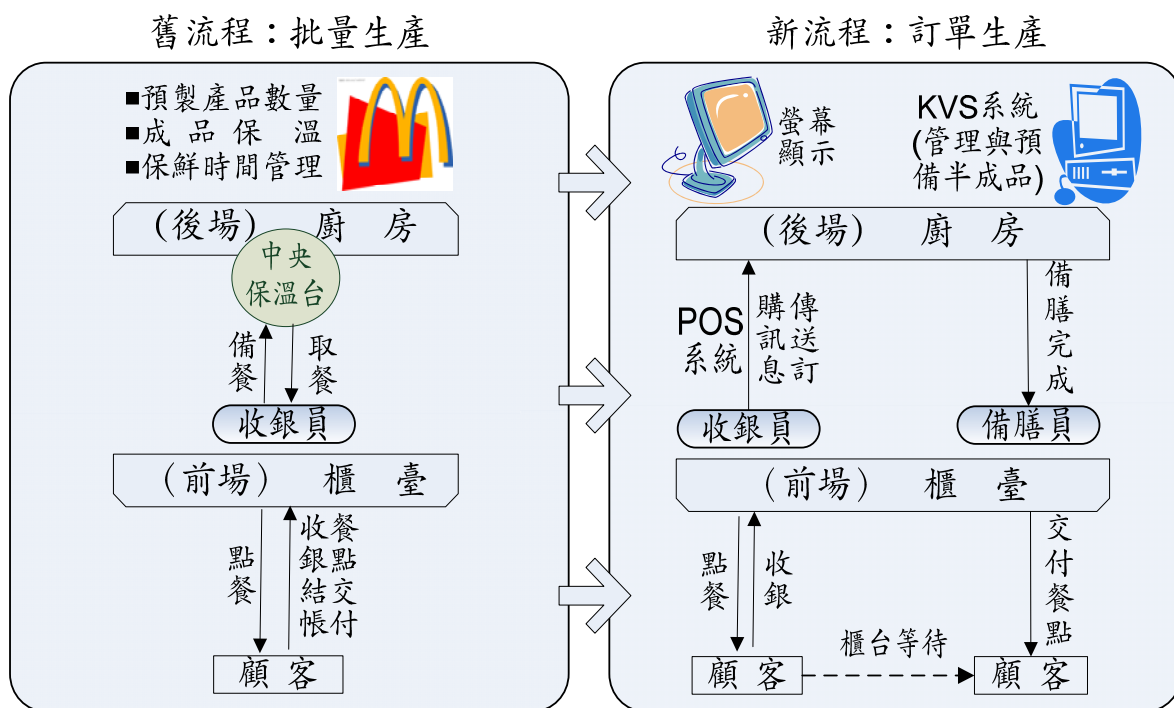 舊流程：批量生產
■預製產品數量
■成品保溫
■保鮮時間管理
(後場) 廚房
中央
保溫台
備餐
取餐
收銀員
(前場) 櫃臺
點餐
收銀結帳
餐點交付
顧客
新流程：訂單生產
螢幕
顯示
KVS系統
(管理與預
備半成品)
(後場) 廚房
POS
系統
傳送訂
購訊息
備膳完成
收銀員
備膳員
(前場) 櫃臺
點餐
收銀
交付餐點
櫃台等待
顧客
顧客